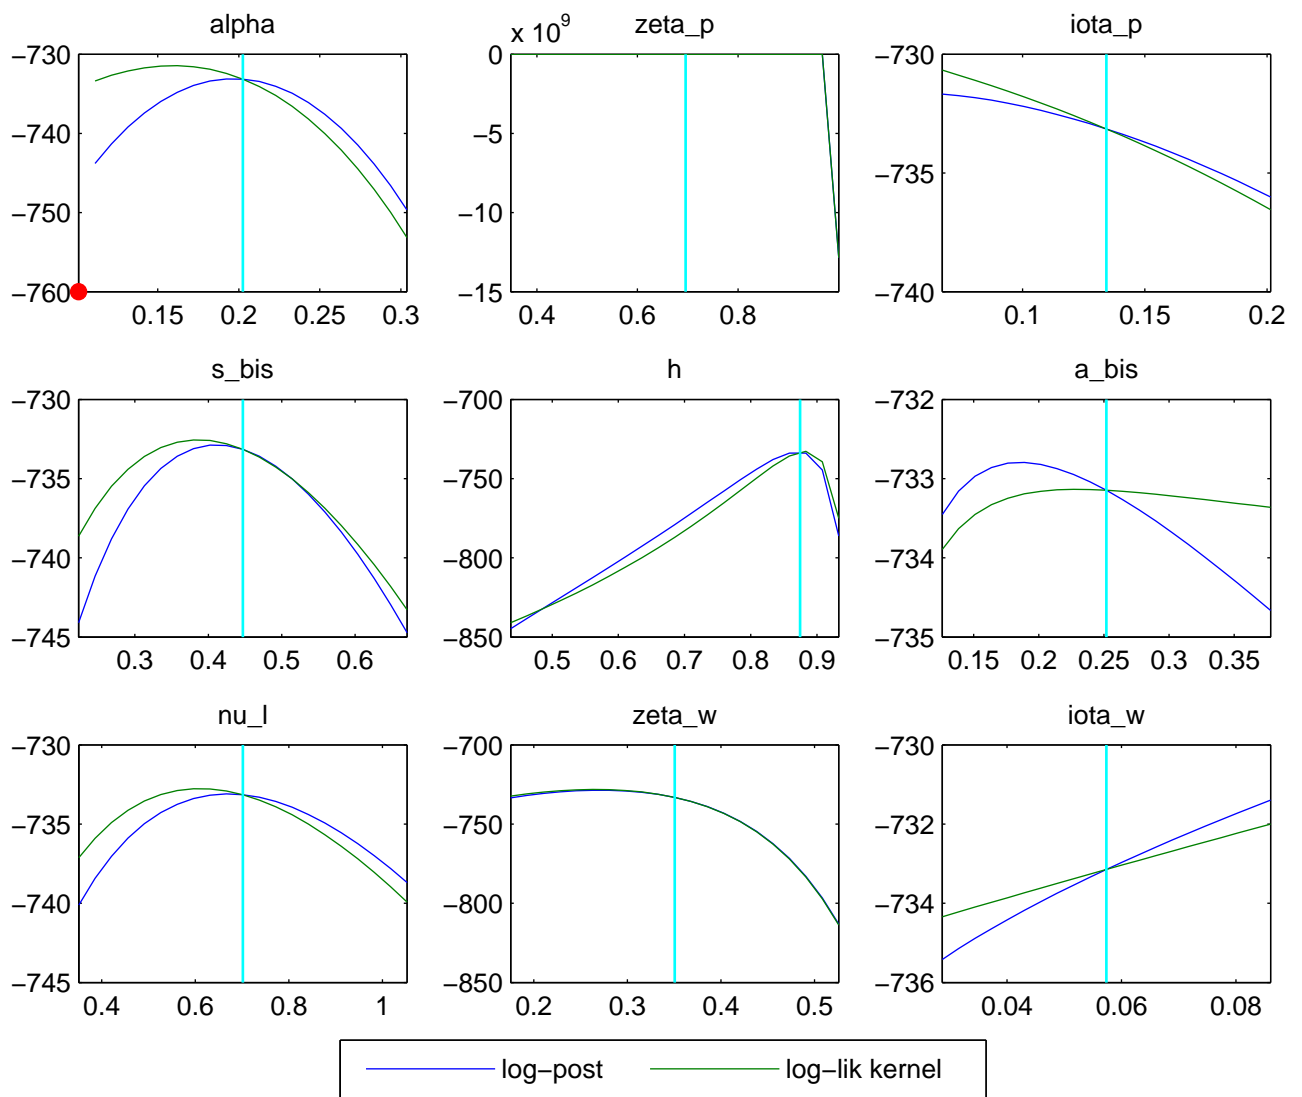 alpha
−730
−740
−750
−760
0.15 0.2 0.25 0.3
zeta_p
x 10^9
0
−5
−10
−15
0.4 0.6 0.8
iota_p
−730
−735
−740
0.1 0.15 0.2
s_bis
−730
−735
−740
−745
0.3 0.4 0.5 0.6
h
−700
−750
−800
−850
0.5 0.6 0.7 0.8 0.9
a_bis
−732
−733
−734
−735
0.15 0.2 0.25 0.3 0.35
nu_l
−730
−735
−740
−745
0.4 0.6 0.8 1
zeta_w
−700
−750
−800
−850
0.2 0.3 0.4 0.5
iota_w
−730
−732
−734
−736
0.04 0.06 0.08
log−post log−lik kernel